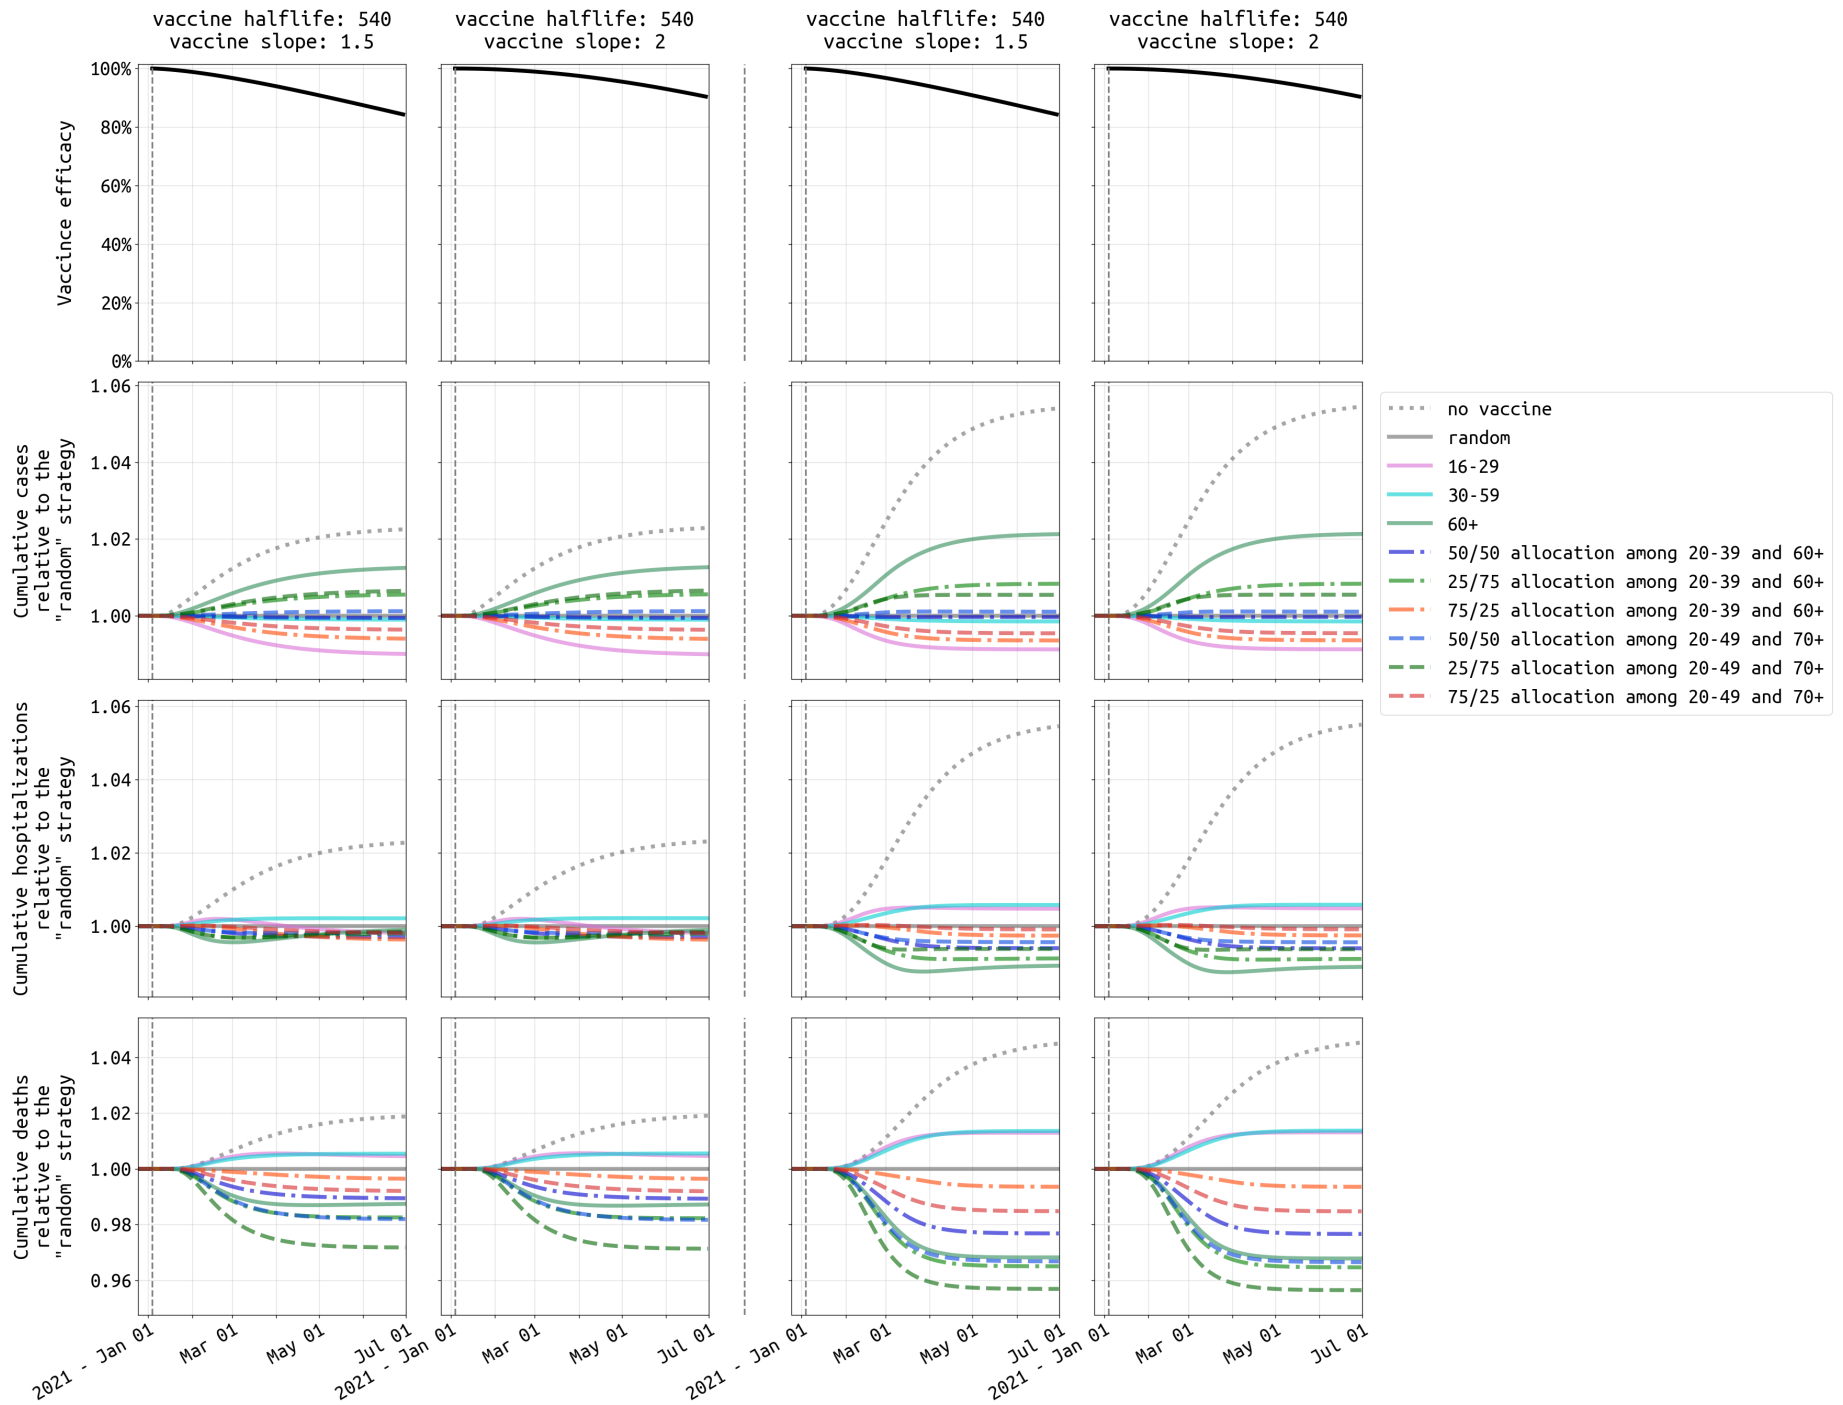 vaccine halflife: 540
vaccine slope: 1.5
vaccine halflife: 540
vaccine slope: 2
vaccine halflife: 540
vaccine slope: 1.5
vaccine halflife: 540
vaccine slope: 2
Vaccince efficacy
100%
80%
60%
40%
20%
0%
Cumulative cases
relative to the
"random" strategy
1.06
1.04
1.02
1.00
no vaccine
random
16-29
30-59
60+
50/50 allocation among 20-39 and 60+
25/75 allocation among 20-39 and 60+
75/25 allocation among 20-39 and 60+
50/50 allocation among 20-49 and 70+
25/75 allocation among 20-49 and 70+
75/25 allocation among 20-49 and 70+
Cumulative hospitalizations
relative to the
"random" strategy
1.06
1.04
1.02
1.00
Cumulative deaths
relative to the
"random" strategy
1.04
1.02
1.00
0.98
0.96
2021 - Jan 01
Mar 01
May 01
Jul 01
2021 - Jan 01
Mar 01
May 01
Jul 01
2021 - Jan 01
Mar 01
May 01
Jul 01
2021 - Jan 01
Mar 01
May 01
Jul 01